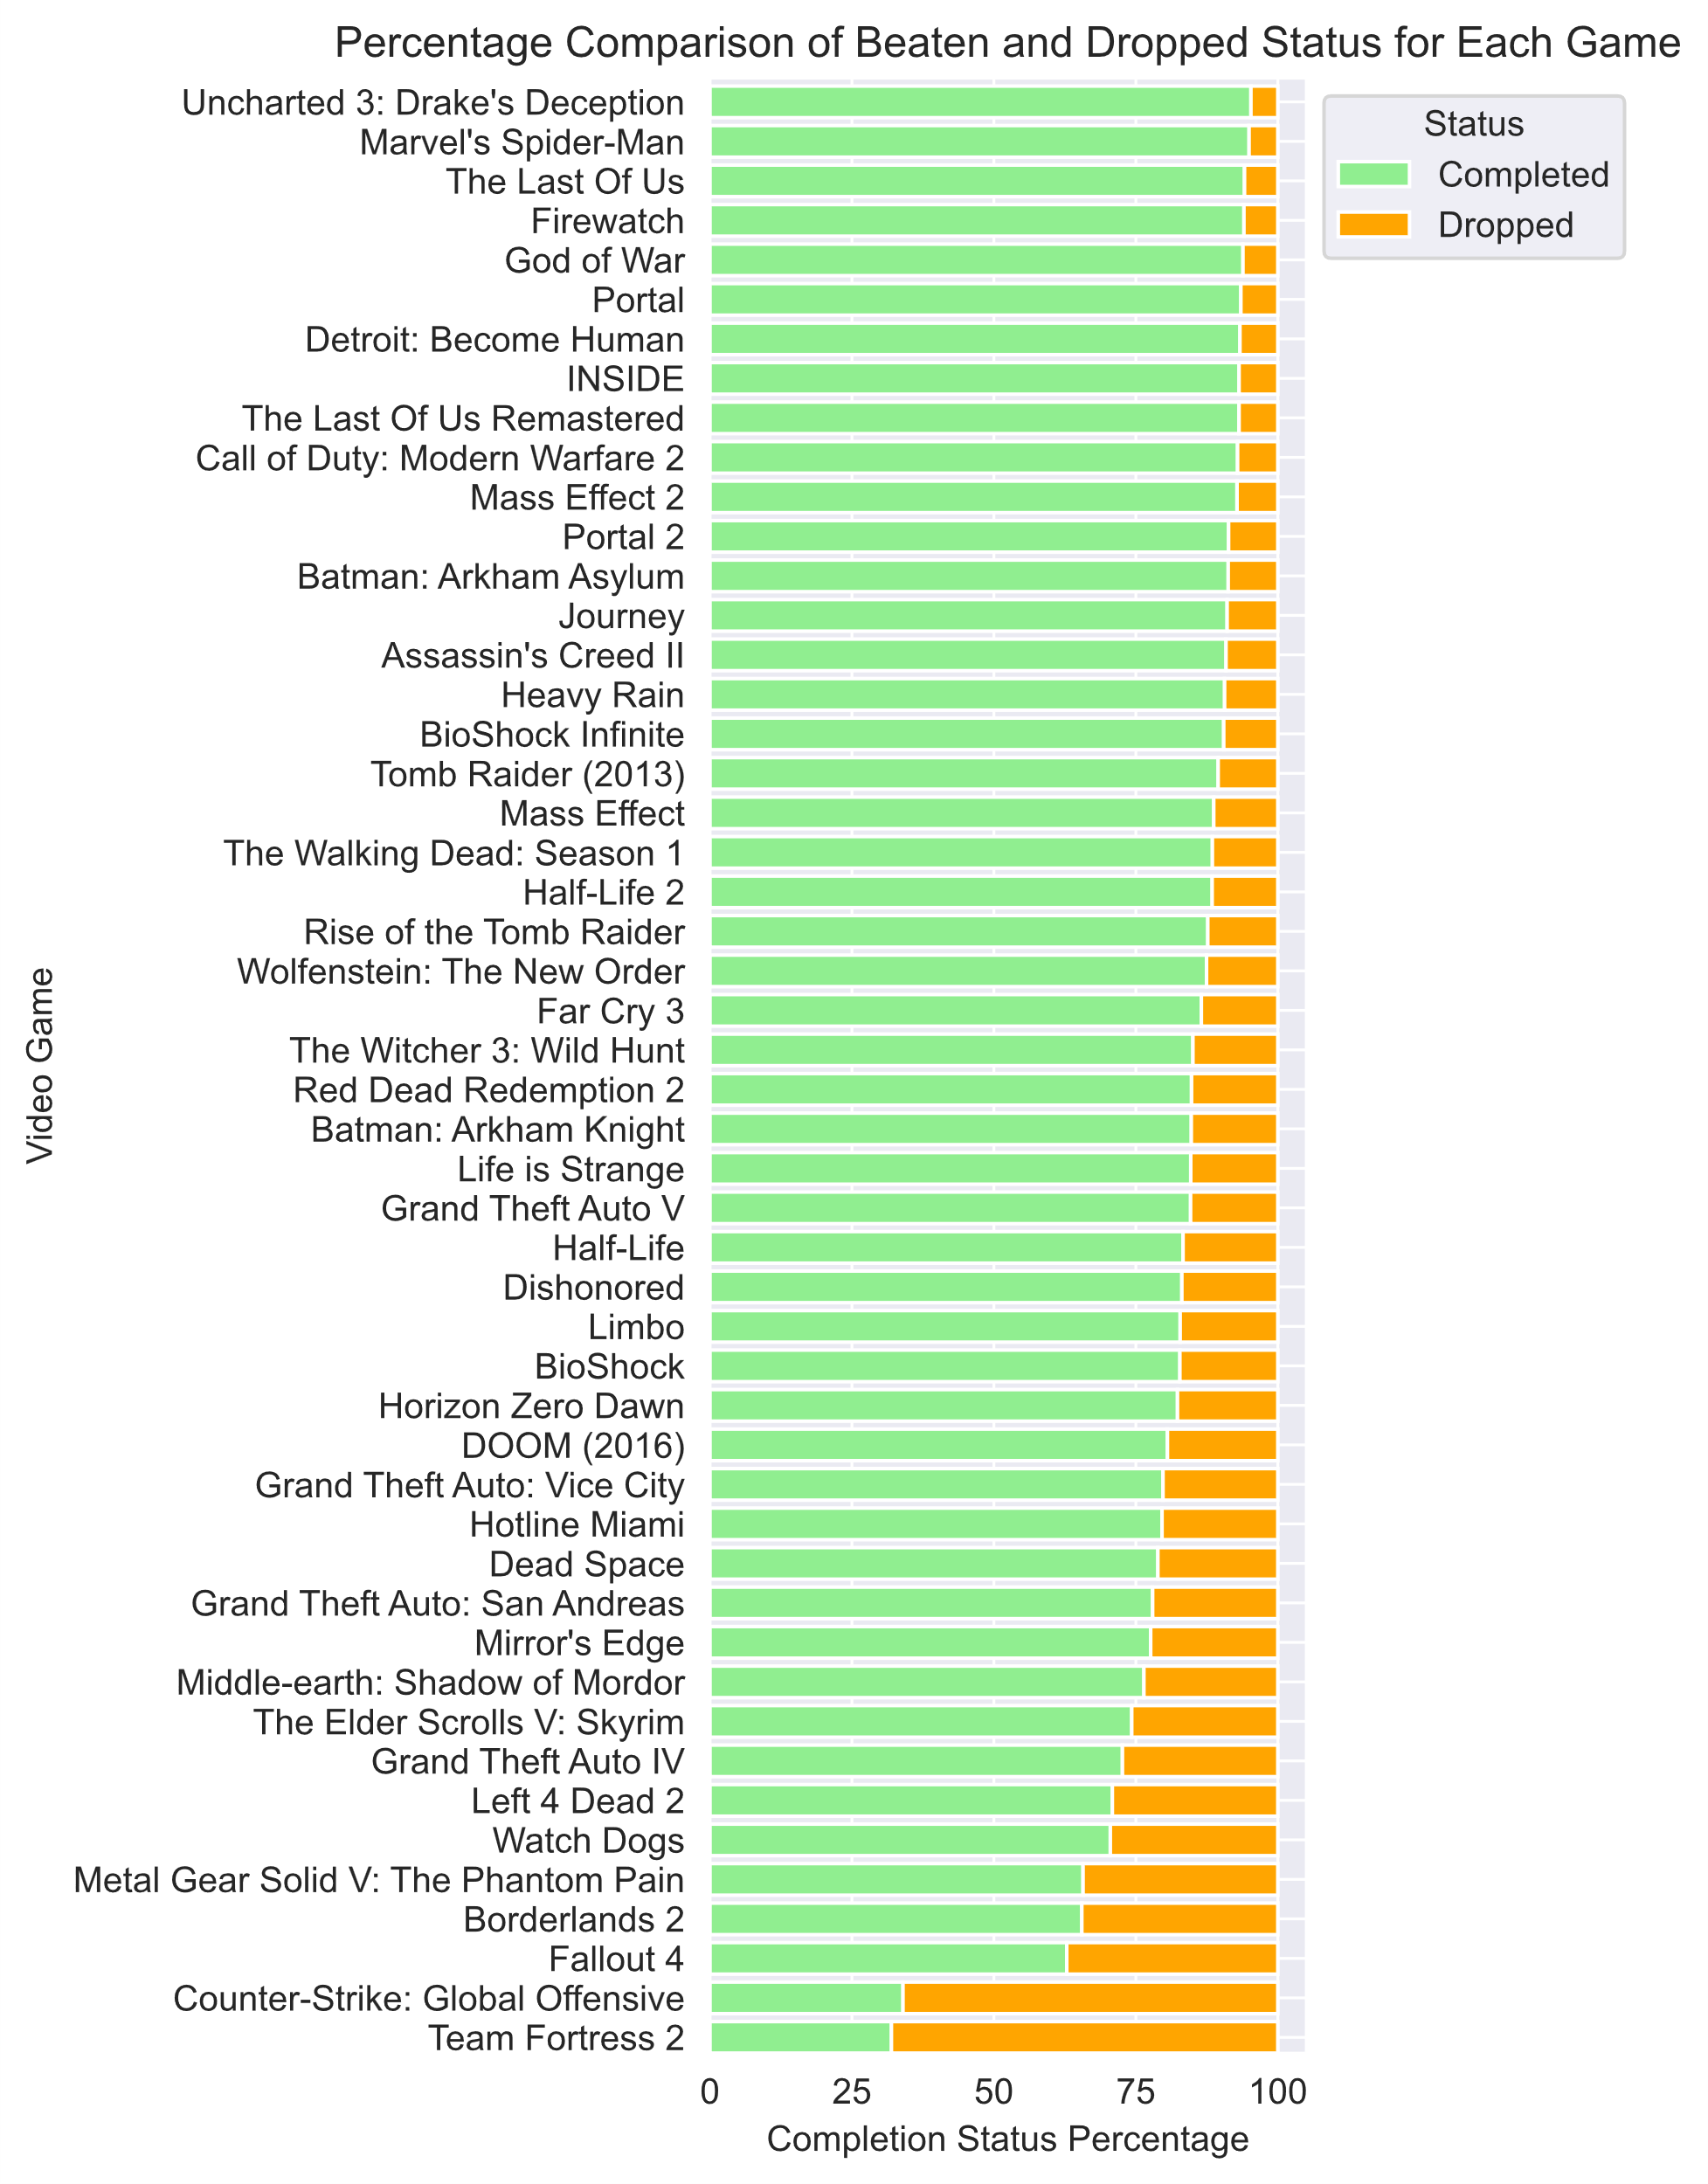 Percentage Comparison of Beaten and Dropped Status for Each Game
Uncharted 3: Drake's Deception
Marvel's Spider-Man
The Last Of Us
Firewatch
God of War
Portal
Detroit: Become Human
INSIDE
The Last Of Us Remastered
Call of Duty: Modern Warfare 2
Mass Effect 2
Portal 2
Batman: Arkham Asylum
Journey
Assassin's Creed II
Heavy Rain
BioShock Infinite
Tomb Raider (2013)
Mass Effect
The Walking Dead: Season 1
Half-Life 2
Rise of the Tomb Raider
Wolfenstein: The New Order
Far Cry 3
The Witcher 3: Wild Hunt
Red Dead Redemption 2
Batman: Arkham Knight
Life is Strange
Grand Theft Auto V
Half-Life
Dishonored
Limbo
BioShock
Horizon Zero Dawn
DOOM (2016)
Grand Theft Auto: Vice City
Hotline Miami
Dead Space
Grand Theft Auto: San Andreas
Mirror's Edge
Middle-earth: Shadow of Mordor
The Elder Scrolls V: Skyrim
Grand Theft Auto IV
Left 4 Dead 2
Watch Dogs
Metal Gear Solid V: The Phantom Pain
Borderlands 2
Fallout 4
Counter-Strike: Global Offensive
Team Fortress 2
Video Game
0 25 50 75 100
Completion Status Percentage
Status
Completed
Dropped